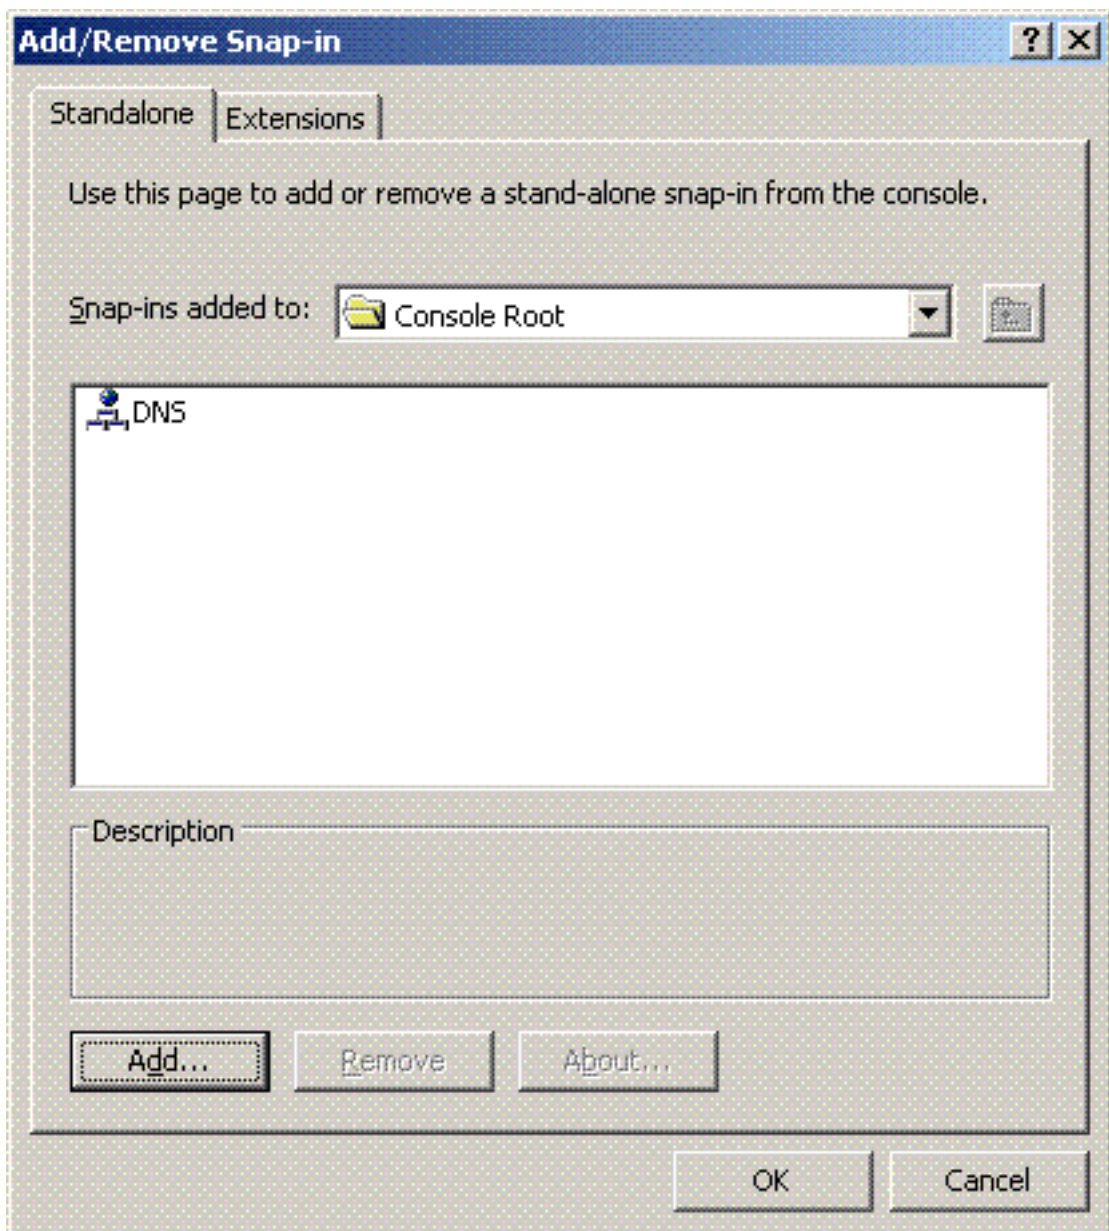 Add/Remove Snap-in
Standalone
Extensions
Use this page to add or remove a stand-alone snap-in from the console.
Snap-ins added to:
Console Root
DNS
Description
Add...
Remove
About...
OK
Cancel